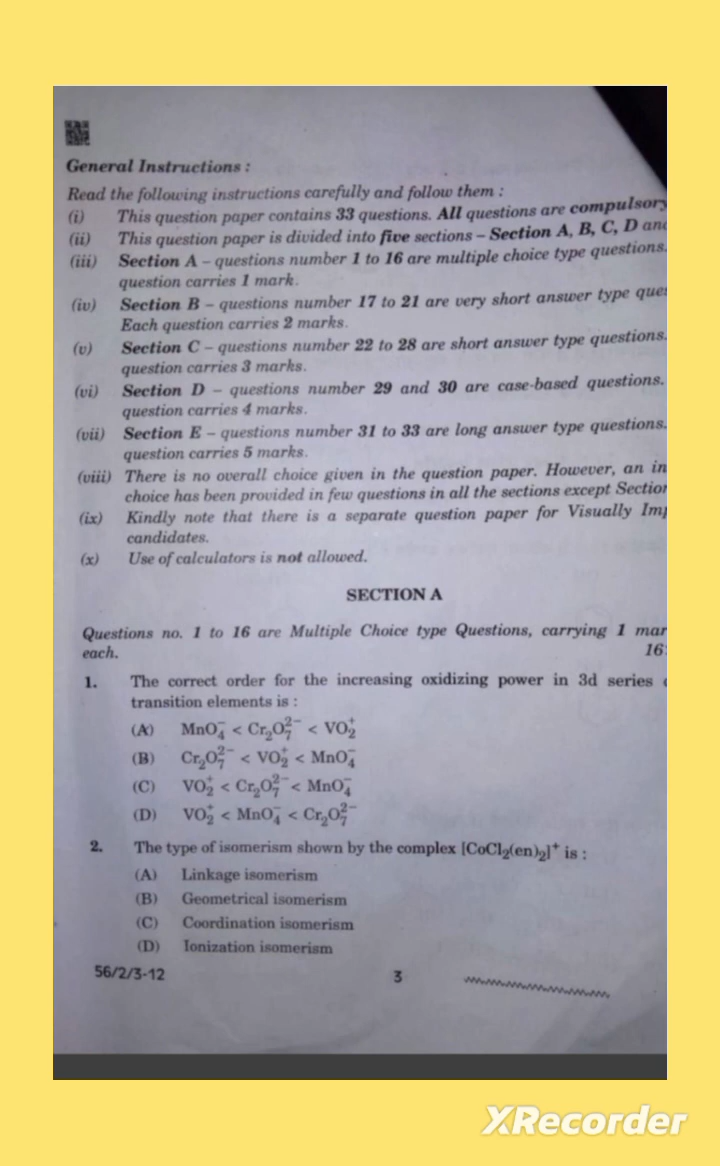 General Instructions :
Read the following instructions carefully and follow them :
(i) This question paper contains 33 questions. All questions are compulsory
(ii) This question paper is divided into five sections – Section A, B, C, D and
(iii) Section A – questions number 1 to 16 are multiple choice type questions.
question carries 1 mark.
(iv) Section B – questions number 17 to 21 are very short answer type ques
Each question carries 2 marks.
(v) Section C – questions number 22 to 28 are short answer type questions.
question carries 3 marks.
(vi) Section D – questions number 29 and 30 are case-based questions.
question carries 4 marks.
(vii) Section E – questions number 31 to 33 are long answer type questions.
question carries 5 marks.
(viii) There is no overall choice given in the question paper. However, an in
choice has been provided in few questions in all the sections except Section
(ix) Kindly note that there is a separate question paper for Visually Imp
candidates.
(x) Use of calculators is not allowed.
SECTION A
Questions no. 1 to 16 are Multiple Choice type Questions, carrying 1 mar
each. 16
1. The correct order for the increasing oxidizing power in 3d series
transition elements is :
(A) MnO₄⁻ < Cr₂O₇²⁻ < VO₂⁺
(B) Cr₂O₇²⁻ < VO₂⁺ < MnO₄⁻
(C) VO₂⁺ < Cr₂O₇²⁻ < MnO₄⁻
(D) VO₂⁺ < MnO₄⁻ < Cr₂O₇²⁻
2. The type of isomerism shown by the complex [CoCl₂(en)₂]⁺ is :
(A) Linkage isomerism
(B) Geometrical isomerism
(C) Coordination isomerism
(D) Ionization isomerism
56/2/3-12 3
XRecorder